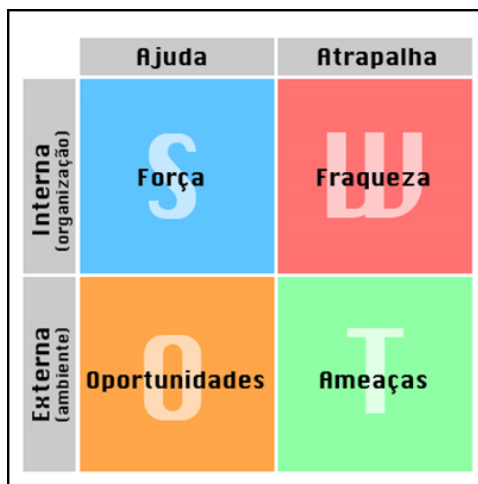 Ajuda
Atrapalha
Interna
(organização)
S
Força
W
Fraqueza
Externa
(ambiente)
O
Oportunidades
T
Ameaças